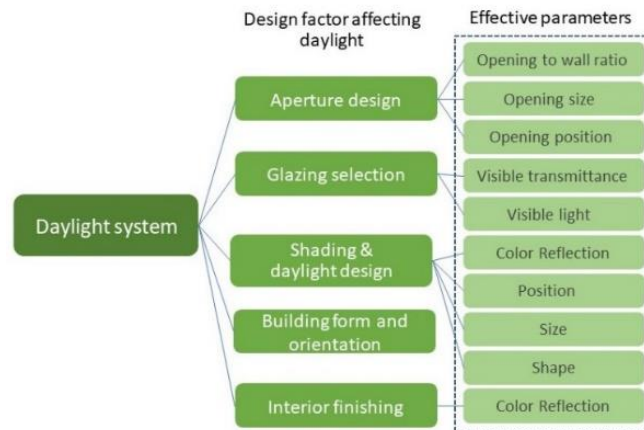 Design factor affecting
daylight
Effective parameters
Daylight system
Aperture design
Opening to wall ratio
Opening size
Opening position
Glazing selection
Visible transmittance
Visible light
Shading &
daylight design
Color Reflection
Position
Size
Shape
Building form and
orientation
Interior finishing
Color Reflection